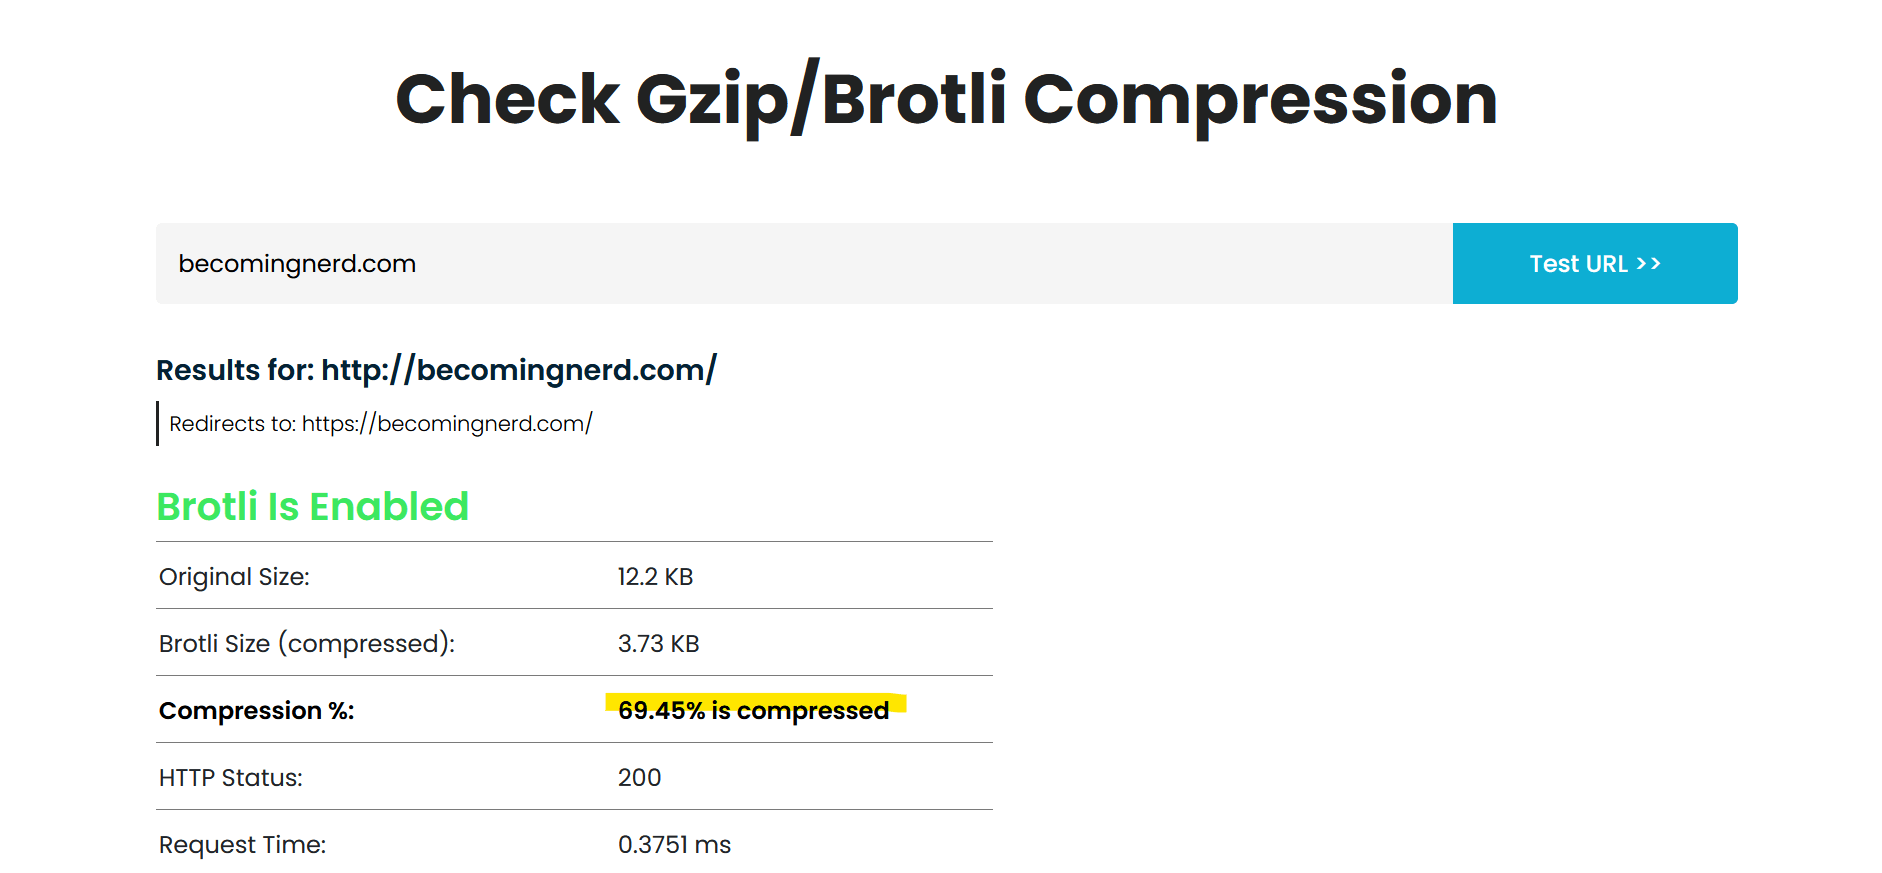 Check Gzip/Brotli Compression
becomingnerd.com
Test URL >>
Results for: http://becomingnerd.com/
Redirects to: https://becomingnerd.com/
Brotli Is Enabled
Original Size: 12.2 KB
Brotli Size (compressed): 3.73 KB
Compression %: 69.45% is compressed
HTTP Status: 200
Request Time: 0.3751 ms